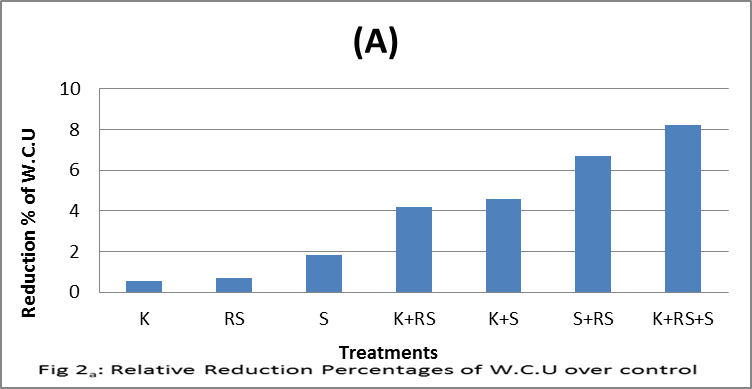 (A)
Reduction % of W.C.U
10
8
6
4
2
0
K RS S K+RS K+S S+RS K+RS+S
Treatments
Fig 2a: Relative Reduction Percentages of W.C.U over control